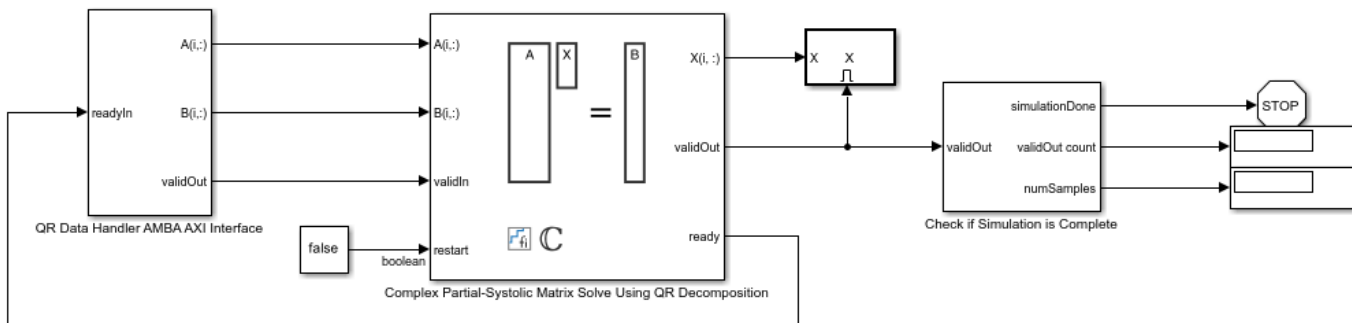 readyIn
A(i,:)
B(i,:)
validOut
QR Data Handler AMBA AXI Interface
false
boolean
A(i,:)
B(i,:)
validIn
restart
A
X
=
B
fi
ℂ
X(i, :)
validOut
ready
Complex Partial-Systolic Matrix Solve Using QR Decomposition
X X
validOut
simulationDone
validOut count
numSamples
Check if Simulation is Complete
STOP